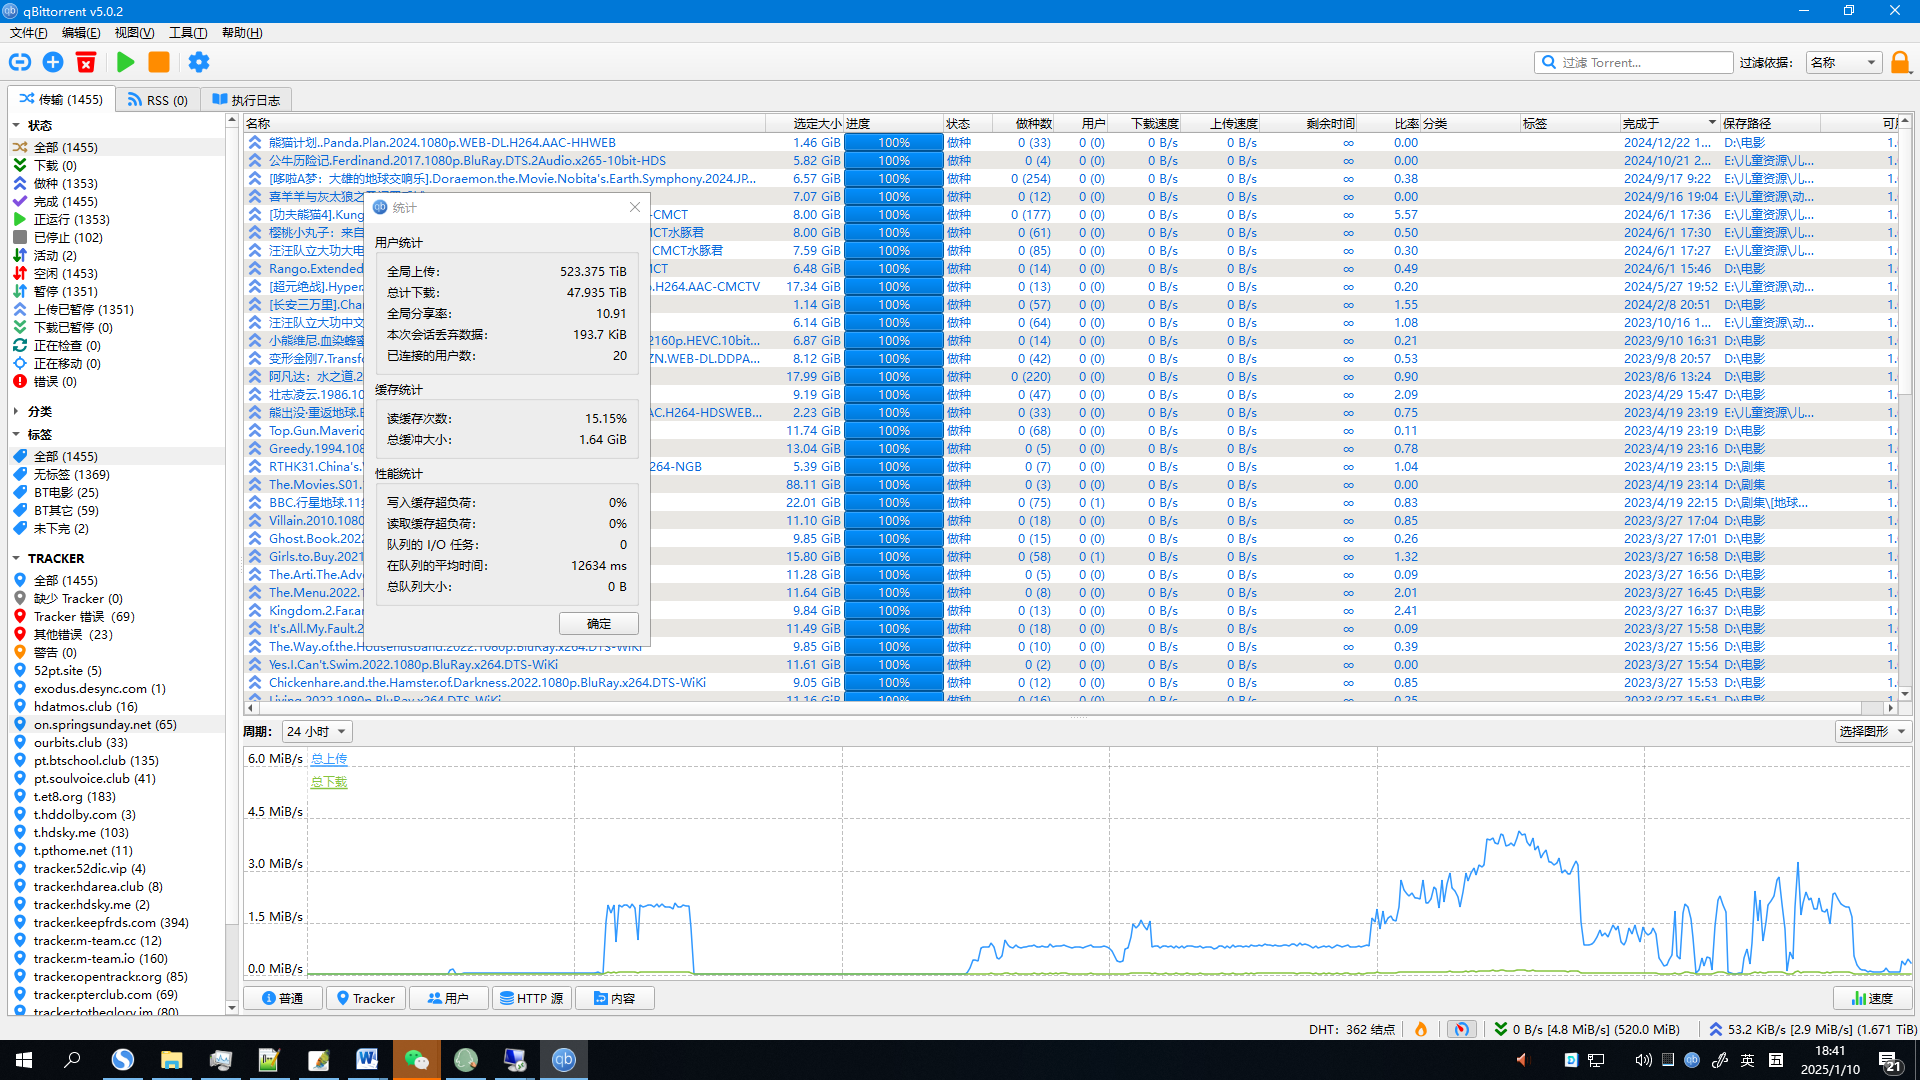 qBittorrent v5.0.2
文件(F) 编辑(E) 视图(V) 工具(T) 帮助(H)
过滤 Torrent... 过滤依据: 名称
传输 (1455) RSS (0) 执行日志
状态
全部 (1455)
下载 (0)
做种 (1353)
完成 (1455)
正运行 (1353)
已停止 (102)
活动 (2)
空闲 (1453)
暂停 (1351)
上传已暂停 (1351)
下载已暂停 (0)
正在检查 (0)
正在移动 (0)
错误 (0)
分类
标签
全部 (1455)
无标签 (1369)
BT电影 (25)
BT其它 (59)
未下完 (2)
TRACKER
全部 (1455)
缺少 Tracker (0)
Tracker 错误 (69)
其他错误 (23)
警告 (0)
52pt.site (5)
exodus.desync.com (1)
hdatmos.club (16)
on.springsunday.net (65)
ourbits.club (33)
pt.btschool.club (135)
pt.soulvoice.club (41)
t.et8.org (183)
t.hddolby.com (3)
t.hdsky.me (103)
t.pthome.net (11)
tracker.52dic.vip (4)
tracker.hdarea.club (8)
tracker.hdsky.me (2)
tracker.keepfrds.com (394)
tracker.m-team.cc (12)
tracker.m-team.io (160)
tracker.opentrackr.org (85)
tracker.pterclub.com (69)
tracker.totheglory.im (80)
名称 选定大小 进度 状态 做种数 用户 下载速度 上传速度 剩余时间 比率 分类 标签 完成于 保存路径
熊猫计划.Panda.Plan.2024.1080p.WEB-DL.H264.AAC-HHWEB 1.46 GiB 100% 做种 0 (33) 0 (0) 0 B/s 0 B/s ∞ 0.00 2024/12/22 1... D:\电影
公牛历险记.Ferdinand.2017.1080p.BluRay.DTS.2Audio.x265-10bit-HDS 5.82 GiB 100% 做种 0 (4) 0 (0) 0 B/s 0 B/s ∞ 0.00 2024/10/21 2... E:\儿童资源\儿...
[哆啦A梦：大雄的地球交响乐].Doraemon.the.Movie.Nobita's.Earth.Symphony.2024.JP... 6.57 GiB 100% 做种 0 (254) 0 (0) 0 B/s 0 B/s ∞ 0.38 2024/9/17 9:22 E:\儿童资源\儿...
喜羊羊与灰太狼之 7.07 GiB 100% 做种 0 (12) 0 (0) 0 B/s 0 B/s ∞ 0.00 2024/9/16 19:04 E:\儿童资源\动...
[功夫熊猫4].Kung -CMCT 8.00 GiB 100% 做种 0 (177) 0 (0) 0 B/s 0 B/s ∞ 5.57 2024/6/1 17:36 E:\儿童资源\儿...
樱桃小丸子：来自 MCT水豚君 8.00 GiB 100% 做种 0 (61) 0 (0) 0 B/s 0 B/s ∞ 0.50 2024/6/1 17:30 E:\儿童资源\儿...
汪汪队立大功大电 -CMCT水豚君 7.59 GiB 100% 做种 0 (85) 0 (0) 0 B/s 0 B/s ∞ 0.30 2024/6/1 17:27 E:\儿童资源\儿...
Rango.Extended MCT 6.48 GiB 100% 做种 0 (14) 0 (0) 0 B/s 0 B/s ∞ 0.49 2024/6/1 15:46 D:\电影
[超元绝战].Hyper. .H264.AAC-CMCTV 17.34 GiB 100% 做种 0 (13) 0 (0) 0 B/s 0 B/s ∞ 0.20 2024/5/27 19:52 E:\儿童资源\动...
[长安三万里].Cha 1.14 GiB 100% 做种 0 (57) 0 (0) 0 B/s 0 B/s ∞ 1.55 2024/2/8 20:51 D:\电影
汪汪队立大功中文 6.14 GiB 100% 做种 0 (64) 0 (0) 0 B/s 0 B/s ∞ 1.08 2023/10/16 1... E:\儿童资源\动...
小熊维尼.血染蜂蜜 2160p.HEVC.10bit... 6.87 GiB 100% 做种 0 (14) 0 (0) 0 B/s 0 B/s ∞ 0.21 2023/9/10 16:31 D:\电影
变形金刚7.Transf ZN.WEB-DL.DDPA... 8.12 GiB 100% 做种 0 (42) 0 (0) 0 B/s 0 B/s ∞ 0.53 2023/9/8 20:57 D:\电影
阿凡达：水之道.2 17.99 GiB 100% 做种 0 (220) 0 (0) 0 B/s 0 B/s ∞ 0.90 2023/8/6 13:24 D:\电影
壮志凌云.1986.10 9.19 GiB 100% 做种 0 (47) 0 (0) 0 B/s 0 B/s ∞ 2.09 2023/4/29 15:47 D:\电影
熊出没·重返地球. AC.H264-HDSWEB... 2.23 GiB 100% 做种 0 (33) 0 (0) 0 B/s 0 B/s ∞ 0.75 2023/4/19 23:19 E:\儿童资源\儿...
Top.Gun.Maveric 11.74 GiB 100% 做种 0 (68) 0 (0) 0 B/s 0 B/s ∞ 0.11 2023/4/19 23:19 D:\电影
Greedy.1994.108 13.04 GiB 100% 做种 0 (5) 0 (0) 0 B/s 0 B/s ∞ 0.78 2023/4/19 23:16 D:\电影
RTHK31.China's. 264-NGB 5.39 GiB 100% 做种 0 (7) 0 (0) 0 B/s 0 B/s ∞ 1.04 2023/4/19 23:15 D:\剧集
The.Movies.S01. 88.11 GiB 100% 做种 0 (3) 0 (0) 0 B/s 0 B/s ∞ 0.00 2023/4/19 23:14 D:\剧集
BBC.行星地球.11 22.01 GiB 100% 做种 0 (75) 0 (1) 0 B/s 0 B/s ∞ 0.83 2023/4/19 22:15 D:\剧集\[地球...
Villain.2010.1080 11.10 GiB 100% 做种 0 (18) 0 (0) 0 B/s 0 B/s ∞ 0.85 2023/3/27 17:04 D:\电影
Ghost.Book.2022 9.85 GiB 100% 做种 0 (15) 0 (0) 0 B/s 0 B/s ∞ 0.26 2023/3/27 17:01 D:\电影
Girls.to.Buy.2021 15.80 GiB 100% 做种 0 (58) 0 (1) 0 B/s 0 B/s ∞ 1.32 2023/3/27 16:58 D:\电影
The.Arti.The.Adv 11.28 GiB 100% 做种 0 (5) 0 (0) 0 B/s 0 B/s ∞ 0.09 2023/3/27 16:56 D:\电影
The.Menu.2022. 11.64 GiB 100% 做种 0 (8) 0 (0) 0 B/s 0 B/s ∞ 2.01 2023/3/27 16:45 D:\电影
Kingdom.2.Far.an 9.84 GiB 100% 做种 0 (13) 0 (0) 0 B/s 0 B/s ∞ 2.41 2023/3/27 16:37 D:\电影
It's.All.My.Fault.2 11.49 GiB 100% 做种 0 (18) 0 (0) 0 B/s 0 B/s ∞ 0.09 2023/3/27 15:58 D:\电影
The.Way.of.the.Househusband.2022.1080p.BluRay.x264.DTS-WiKi 9.85 GiB 100% 做种 0 (10) 0 (0) 0 B/s 0 B/s ∞ 0.39 2023/3/27 15:56 D:\电影
Yes.I.Can't.Swim.2022.1080p.BluRay.x264.DTS-WiKi 11.61 GiB 100% 做种 0 (2) 0 (0) 0 B/s 0 B/s ∞ 0.00 2023/3/27 15:54 D:\电影
Chickenhare.and.the.Hamster.of.Darkness.2022.1080p.BluRay.x264.DTS-WiKi 9.05 GiB 100% 做种 0 (12) 0 (0) 0 B/s 0 B/s ∞ 0.85 2023/3/27 15:53 D:\电影
Living.2022.1080p.BluRay.x264.DTS-WiKi 11.16 GiB 100% 做种 0 (16) 0 (0) 0 B/s 0 B/s ∞ 0.25 2023/3/27 15:51 D:\电影
统计
用户统计
全局上传: 523.375 TiB
总计下载: 47.935 TiB
全局分享率: 10.91
本次会话丢弃数据: 193.7 KiB
已连接的用户数: 20
缓存统计
读缓存次数: 15.15%
总缓冲大小: 1.64 GiB
性能统计
写入缓存超负荷: 0%
读取缓存超负荷: 0%
队列的 I/O 任务: 0
在队列的平均时间: 12634 ms
总队列大小: 0 B
确定
周期: 24 小时 选择图形
6.0 MiB/s 总上传
总下载
4.5 MiB/s
3.0 MiB/s
1.5 MiB/s
0.0 MiB/s
普通 Tracker 用户 HTTP 源 内容 速度
DHT: 362 结点 0 B/s [4.8 MiB/s] (520.0 MiB) 53.2 KiB/s [2.9 MiB/s] (1.671 TiB)
英 18:41
2025/1/10 21